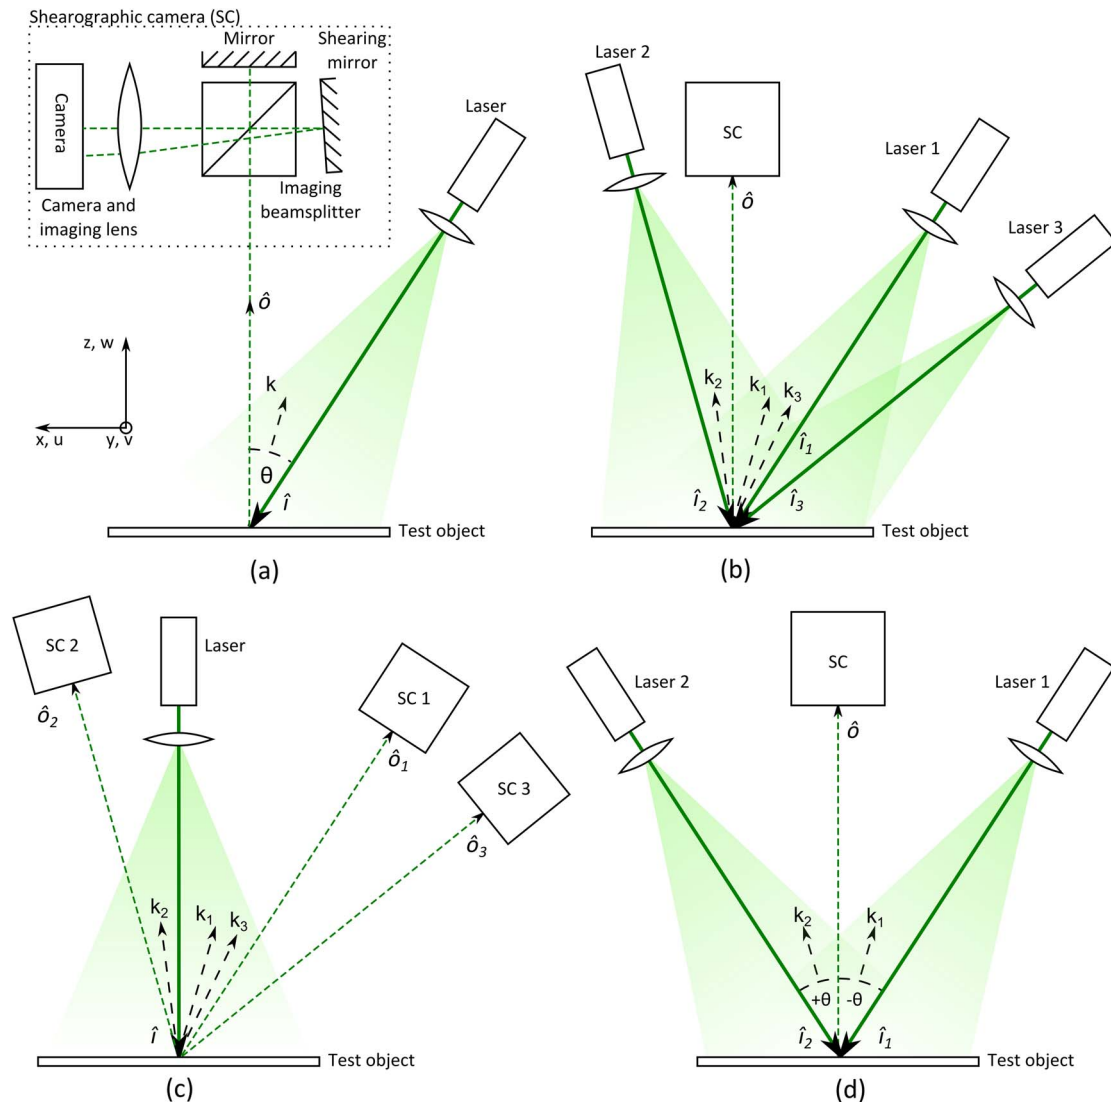 Shearographic camera (SC)
Mirror
Shearing
mirror
Camera
Camera and
imaging lens
Imaging
beamsplitter
Laser
ô
z, w
x, u
y, v
k
θ
î
Test object
(a)
Laser 2
SC
Laser 1
Laser 3
ô
k₂
k₁
k₃
î₁
î₂
î₃
Test object
(b)
SC 2
Laser
SC 1
SC 3
ô₂
ô₁
ô₃
k₂
k₁
k₃
î
Test object
(c)
Laser 2
SC
Laser 1
ô
k₂
k₁
+θ
-θ
î₂
î₁
Test object
(d)